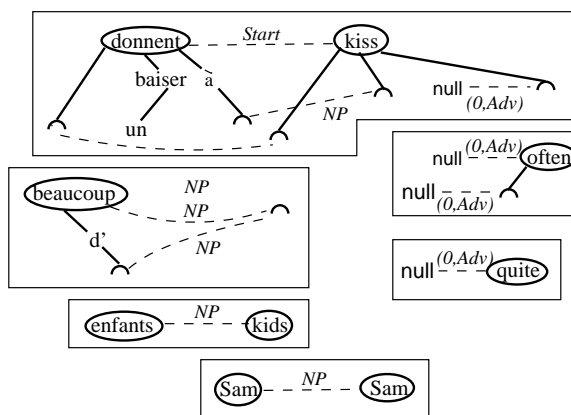 donnent Start kiss
baiser à
null
(0,Adv)
NP
un
null (0,Adv) often
null
(0,Adv)
beaucoup NP
NP
NP
d'
null (0,Adv) quite
enfants NP kids
Sam NP Sam